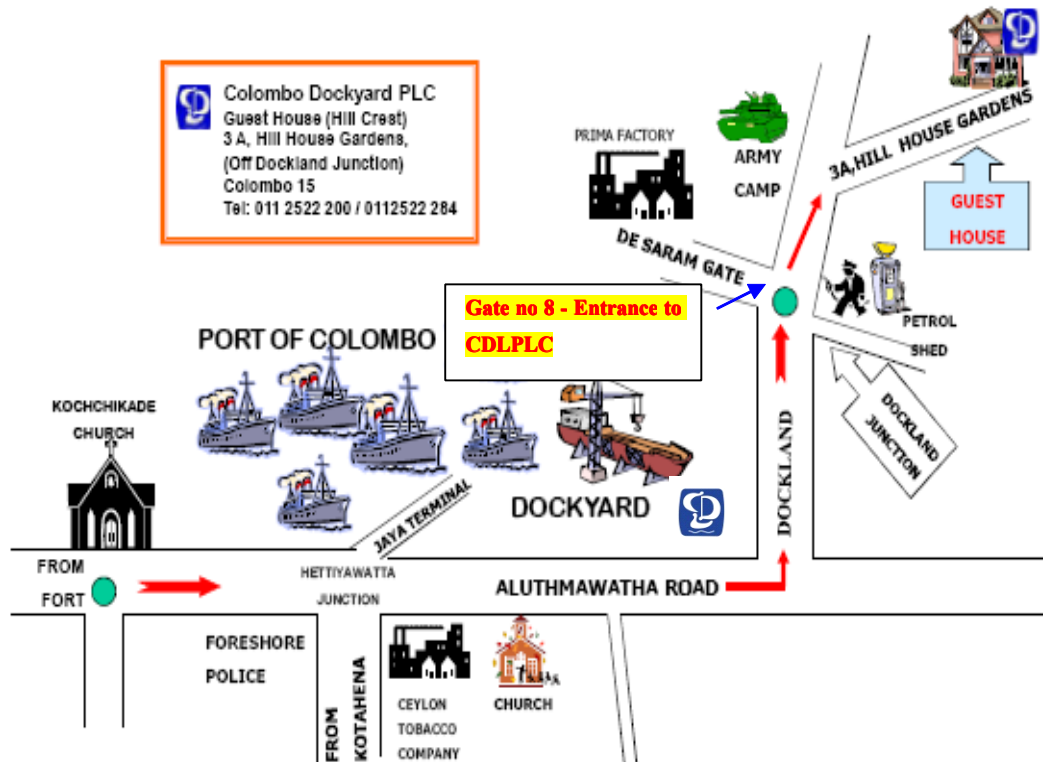 Colombo Dockyard PLC
Guest House (Hill Crest)
3 A, Hill House Gardens,
(Off Dockland Junction)
Colombo 15
Tel: 011 2522 200 / 0112522 284
PRIMA FACTORY
ARMY
CAMP
3A, HILL HOUSE GARDENS
GUEST
HOUSE
DE SARAM GATE
Gate no 8 - Entrance to
CDLPLC
PETROL
SHED
DOCKLAND
JUNCTION
PORT OF COLOMBO
KOCHCHIKADE
CHURCH
JAYA TERMINAL
DOCKYARD
DOCKLAND
FROM
FORT
HETTIYAWATTA
JUNCTION
ALUTHMAWATHA ROAD
FORESHORE
POLICE
FROM
KOTAHENA
CEYLON
TOBACCO
COMPANY
CHURCH